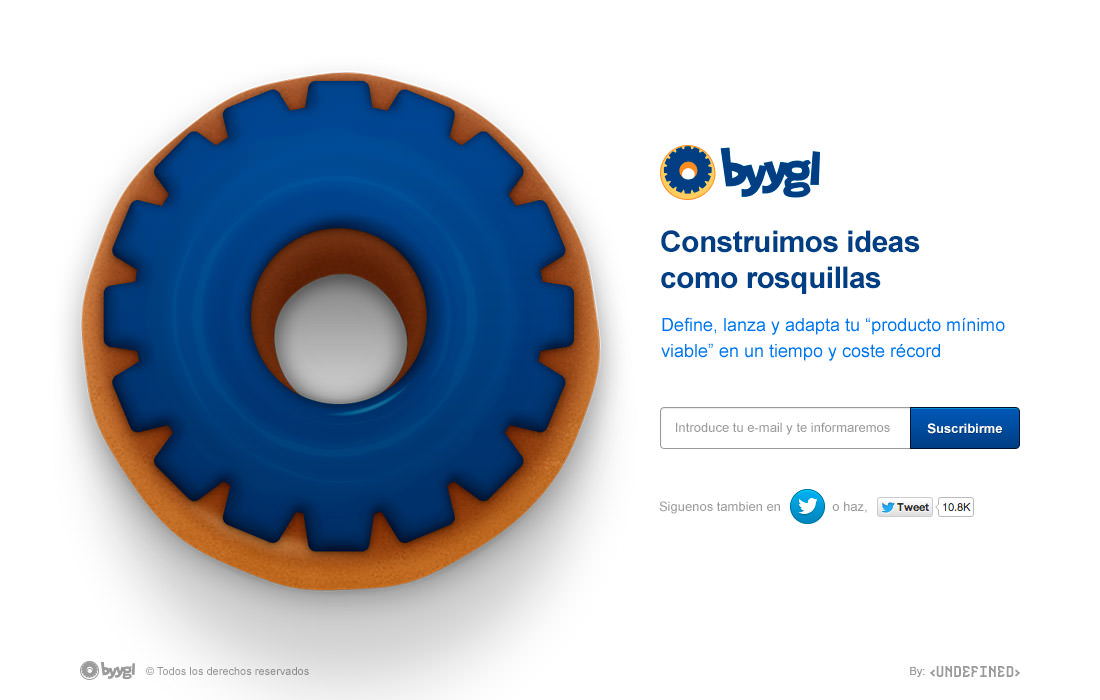 byygl
Construimos ideas
como rosquillas
Define, lanza y adapta tu “producto mínimo
viable” en un tiempo y coste récord
Introduce tu e-mail y te informaremos
Suscribirme
Siguenos tambien en o haz, Tweet 10.8K
byygl © Todos los derechos reservados
By: <UNDEFINED>